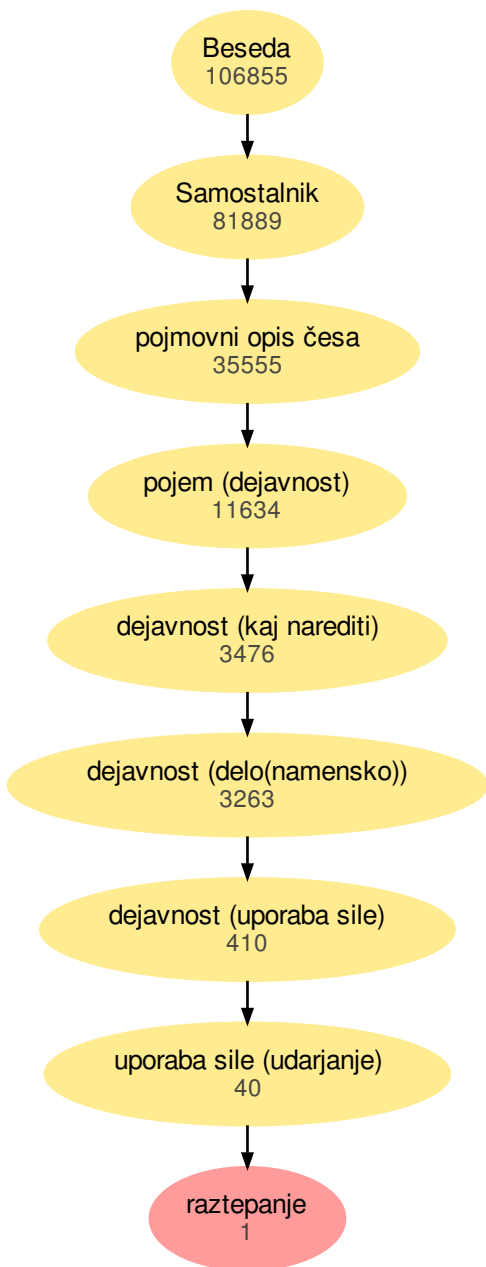 Beseda
106855
Samostalnik
81889
pojmovni opis česa
35555
pojem (dejavnost)
11634
dejavnost (kaj narediti)
3476
dejavnost (delo(namensko))
3263
dejavnost (uporaba sile)
410
uporaba sile (udarjanje)
40
raztepanje
1